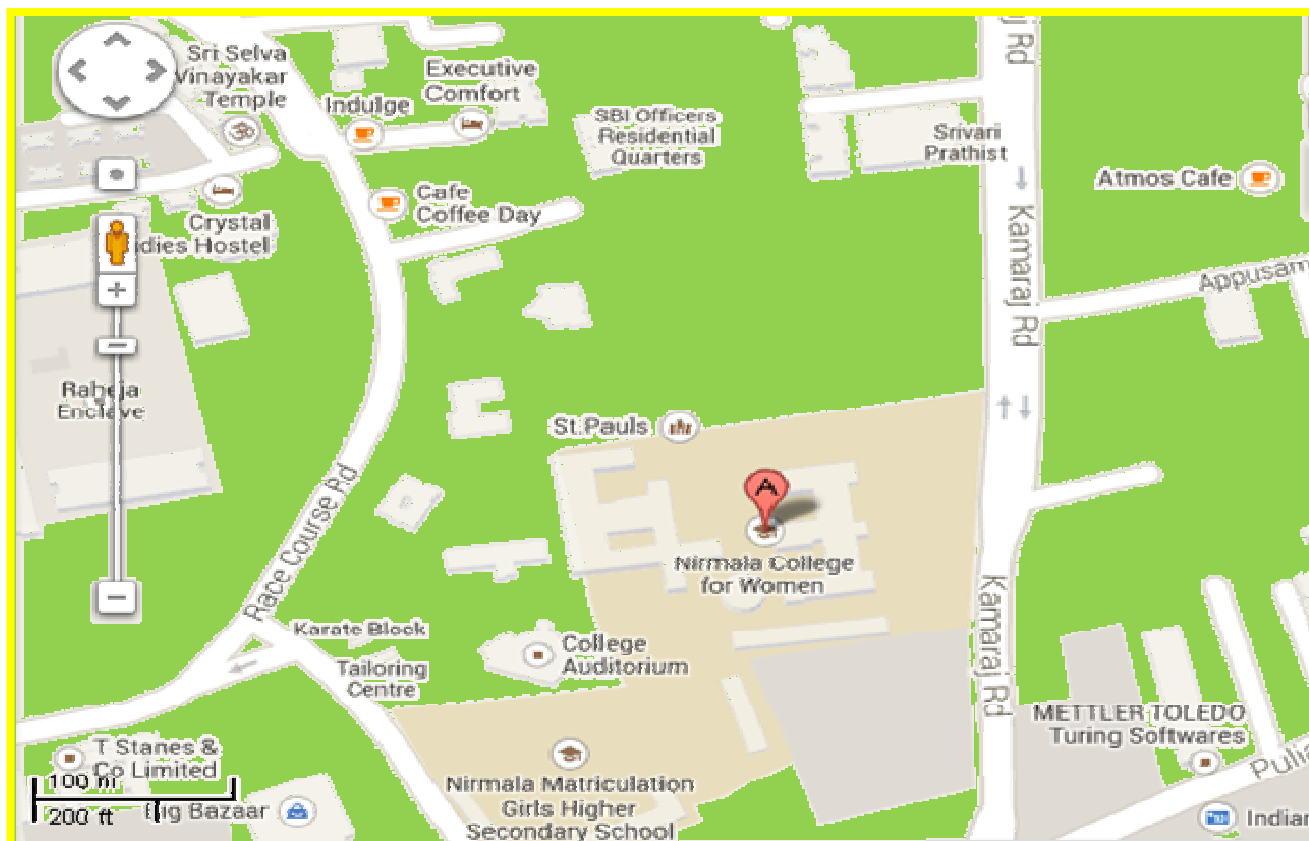 Sri Selva
Vinayakar
Temple
Indulge
Executive
Comfort
SBI Officers
Residential
Quarters
Srivari
Prathist
j Rd
Atmos Cafe
Crystal
dies Hostel
Cafe
Coffee Day
Kamaraj Rd
Appusam
Raheja
Enclave
St.Pauls
A
Race Course Rd
Nirmala College
for Women
Kamaraj Rd
Karate Block
Tailoring
Centre
College
Auditorium
METTLER TOLEDO
Turing Softwares
T Stanes &
Co Limited
100 m
200 ft
Big Bazaar
Nirmala Matriculation
Girls Higher
Secondary School
Pulia
Indian